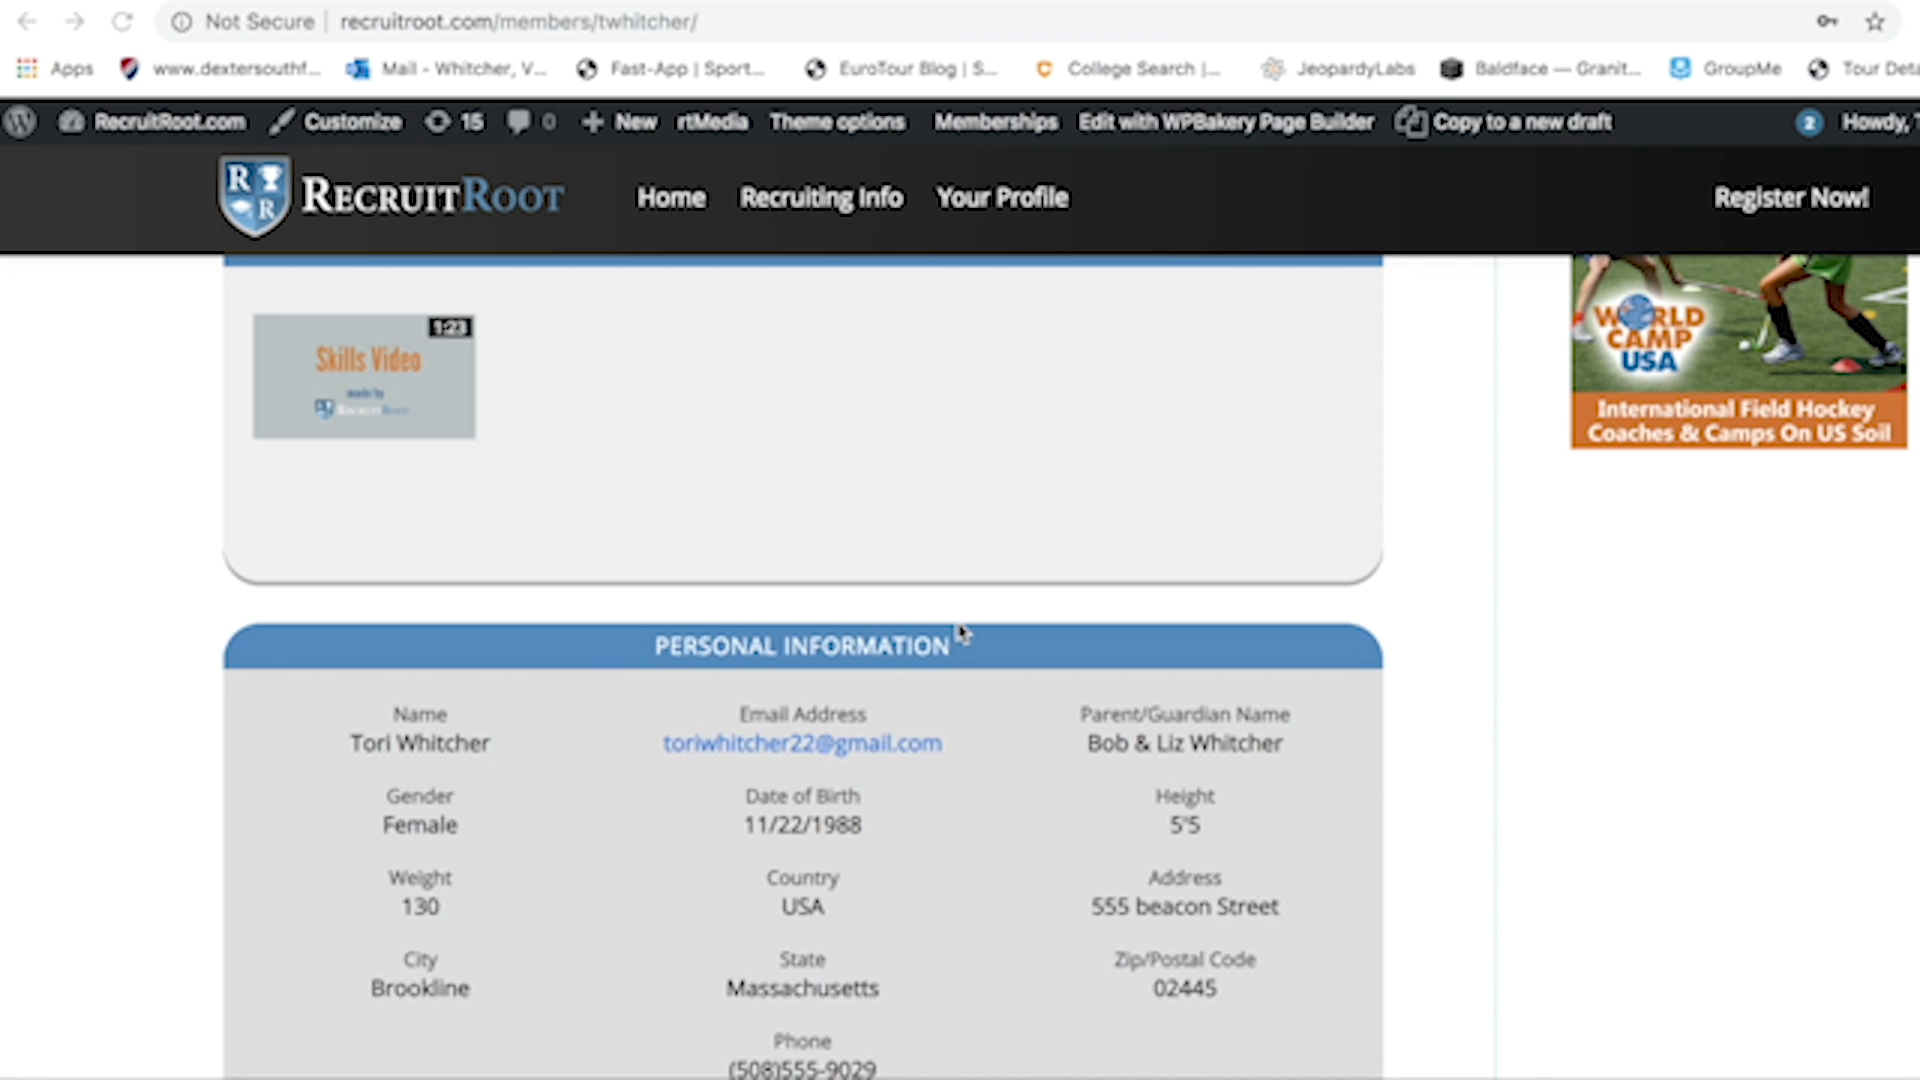 Not Secure recruitroot.com/members/twhitcher/
Apps www.dextersouthf... Mail - Whitcher, V... Fast-App | Sport... EuroTour Blog | S... College Search |... JeopardyLabs Baldface — Granit... GroupMe Tour Deta
RecruitRoot.com Customize 15 0 New rtMedia Theme options Memberships Edit with WPBakery Page Builder Copy to a new draft 2 Howdy, T
R R R RECRUITROOT Home Recruiting Info Your Profile Register Now!
1:23
Skills Video
made by
RECRUITROOT
WORLD
CAMP
USA
International Field Hockey
Coaches & Camps On US Soil
PERSONAL INFORMATION
Name Email Address Parent/Guardian Name
Tori Whitcher toriwhitcher22@gmail.com Bob & Liz Whitcher
Gender Date of Birth Height
Female 11/22/1988 5"5
Weight Country Address
130 USA 555 beacon Street
City State Zip/Postal Code
Brookline Massachusetts 02445
Phone
(508)555-9029